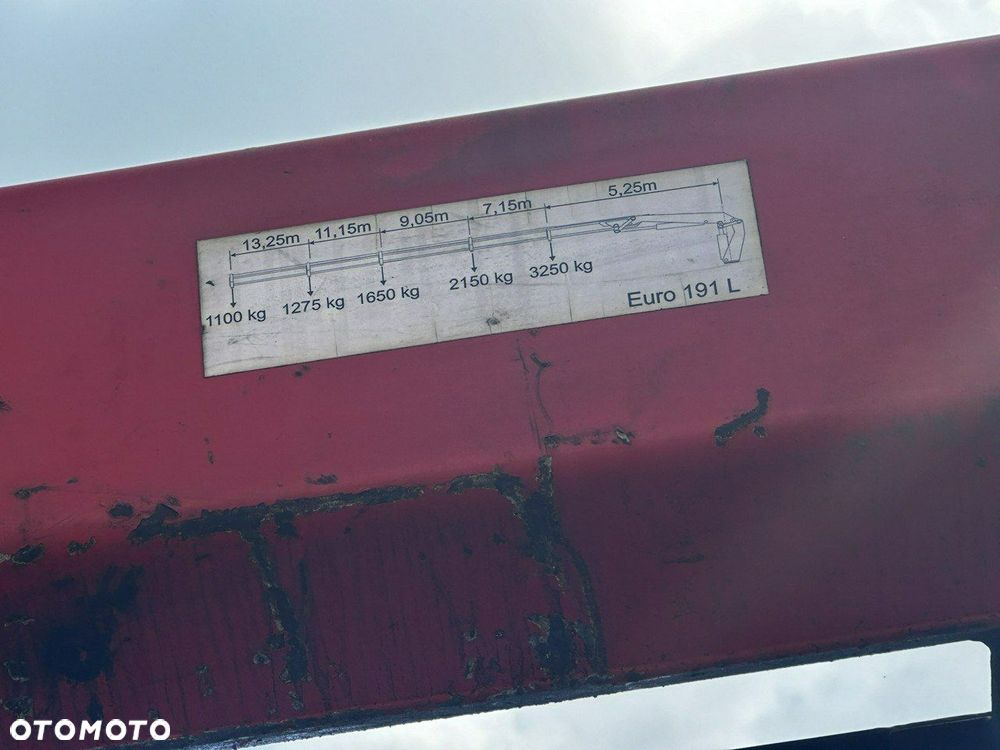 13,25m 11,15m 9,05m 7,15m 5,25m
1100 kg 1275 kg 1650 kg 2150 kg 3250 kg
Euro 191 L
OTOMOTO